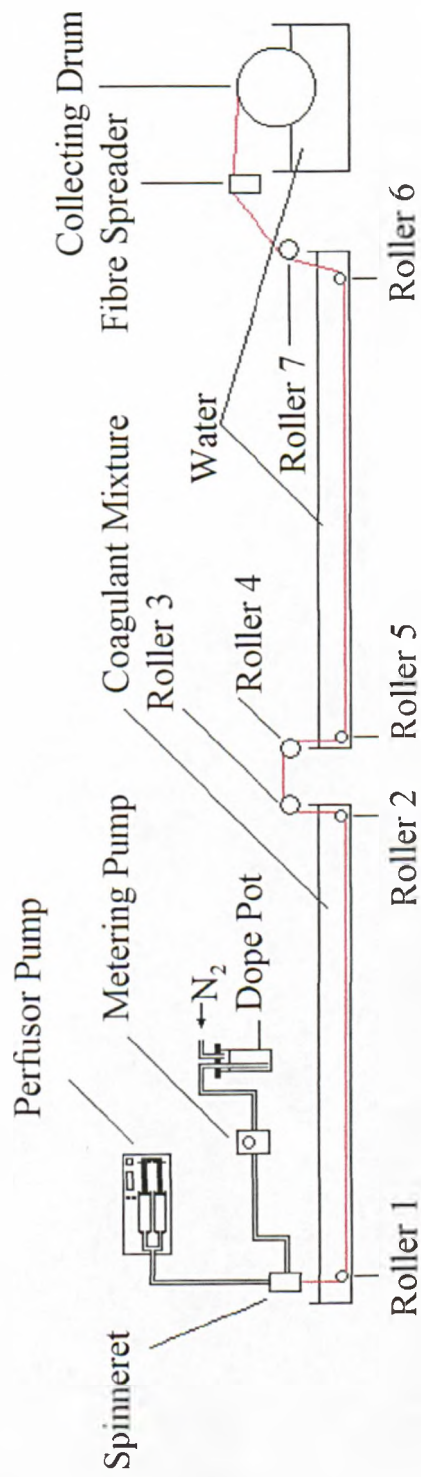 Spinneret
Perfusor Pump
Metering Pump
N2
Dope Pot
Coagulant Mixture
Roller 3
Roller 4
Water
Roller 7
Fibre Spreader
Collecting Drum
Roller 1
Roller 2
Roller 5
Roller 6